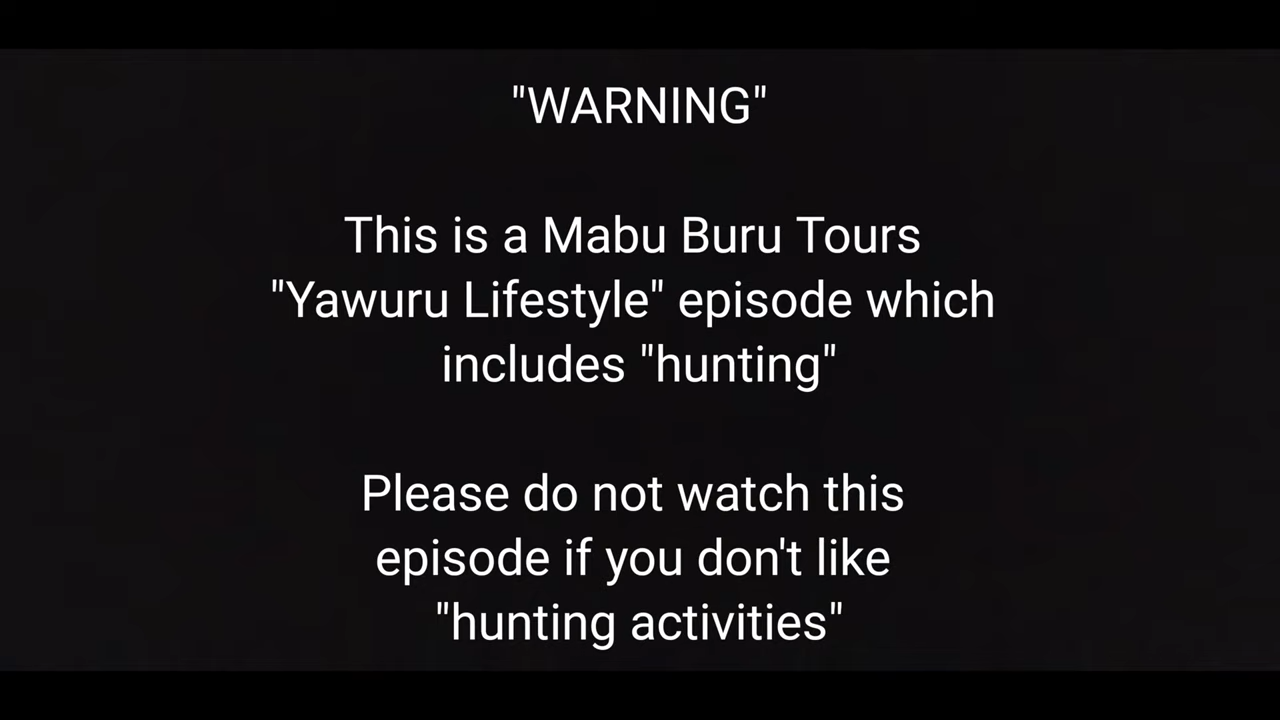 "WARNING"
This is a Mabu Buru Tours
"Yawuru Lifestyle" episode which
includes "hunting"
Please do not watch this
episode if you don't like
"hunting activities"